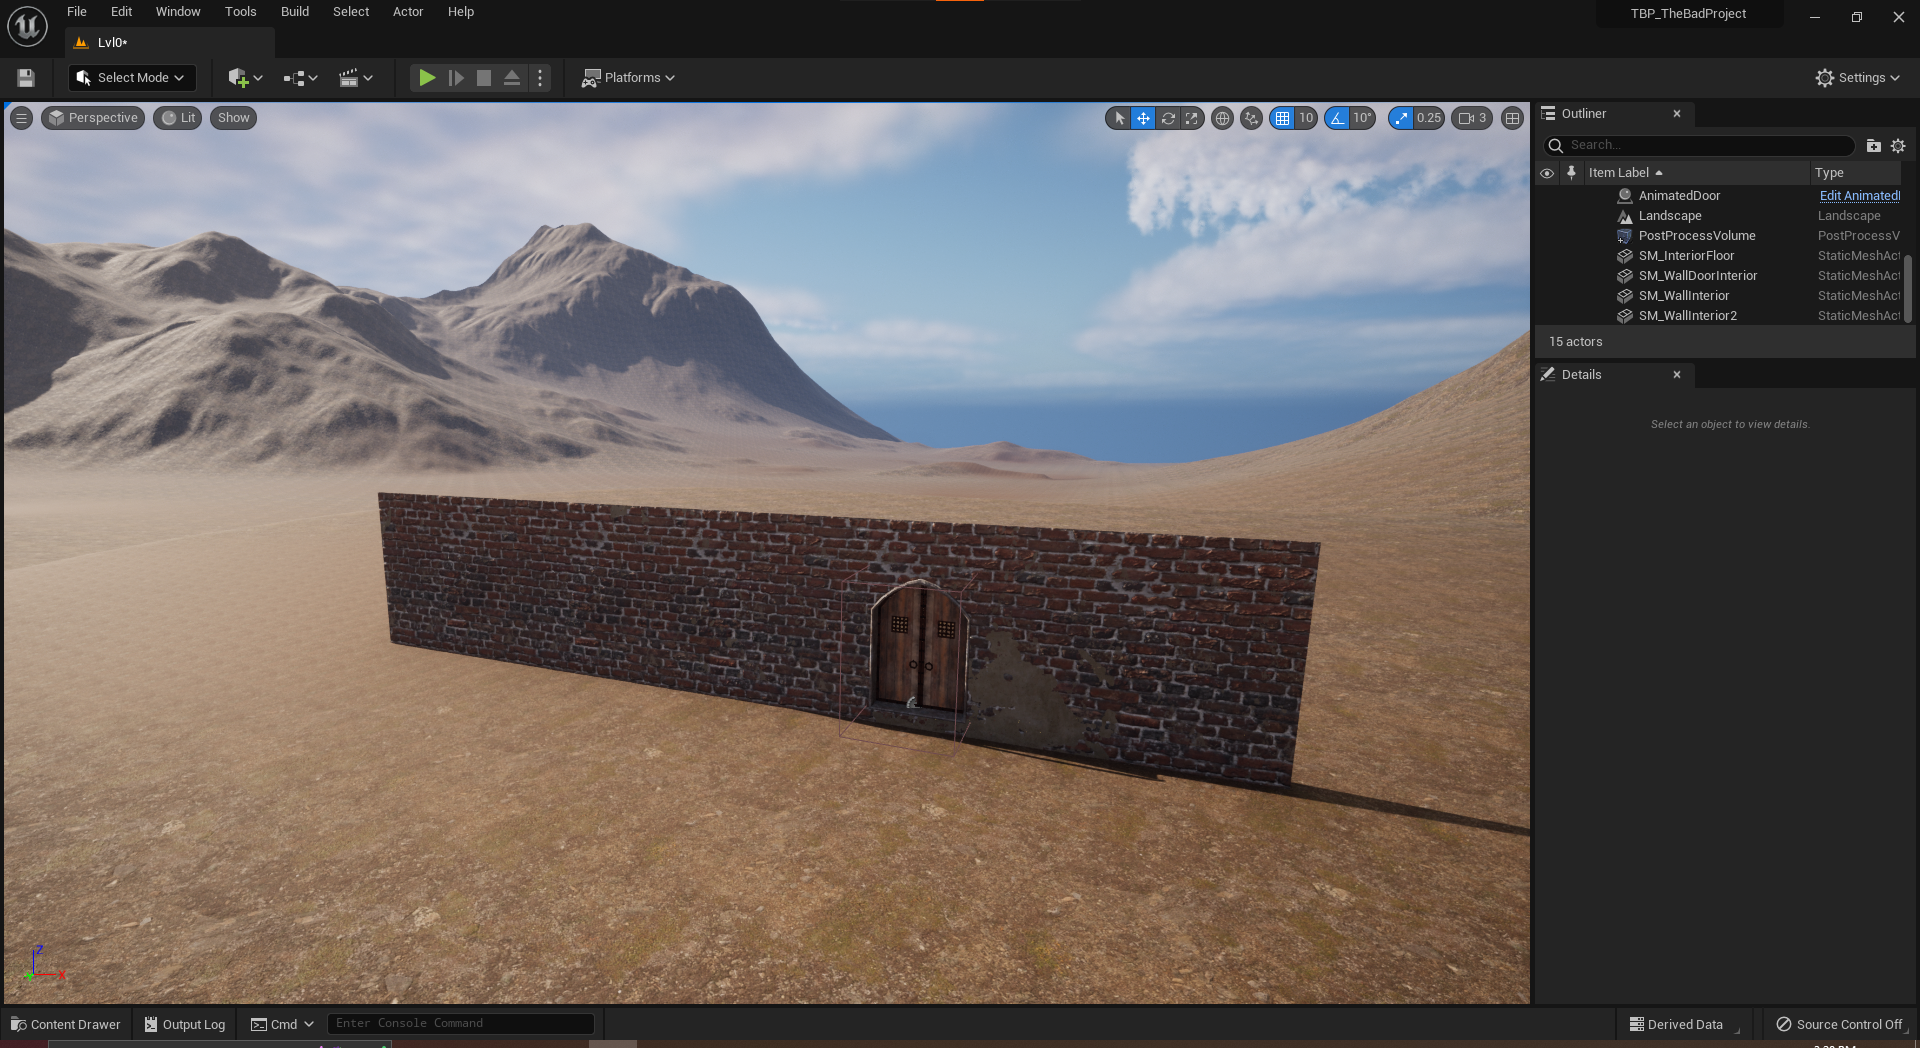 File Edit Window Tools Build Select Actor Help
TBP_TheBadProject
Lvl0*
Select Mode
Platforms
Settings
Perspective Lit Show
10 10° 0.25 3
Outliner
Search...
Item Label Type
AnimatedDoor Edit Animated
Landscape Landscape
PostProcessVolume PostProcessV
SM_InteriorFloor StaticMeshAct
SM_WallDoorInterior StaticMeshAct
SM_WallInterior StaticMeshAct
SM_WallInterior2 StaticMeshAct
15 actors
Details
Select an object to view details.
Z
X
Content Drawer Output Log Cmd Enter Console Command Derived Data Source Control Off